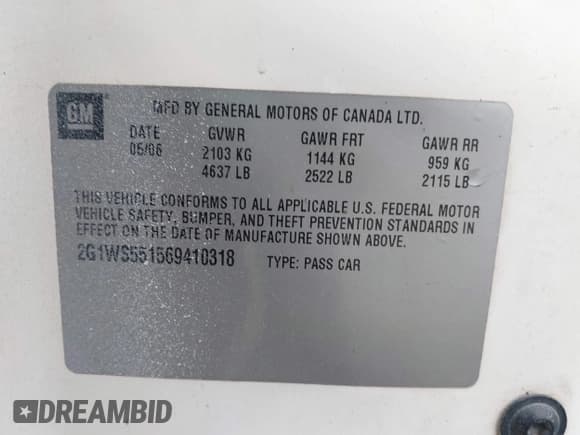 GM
MFD BY GENERAL MOTORS OF CANADA LTD.
DATE GVWR GAWR FRT GAWR RR
05/06 2103 KG 1144 KG 959 KG
4637 LB 2522 LB 2115 LB
THIS VEHICLE CONFORMS TO ALL APPLICABLE U.S. FEDERAL MOTOR
VEHICLE SAFETY, BUMPER, AND THEFT PREVENTION STANDARDS IN
EFFECT ON THE DATE OF MANUFACTURE SHOWN ABOVE.
2G1WS551569410318 TYPE: PASS CAR
DREAMBID